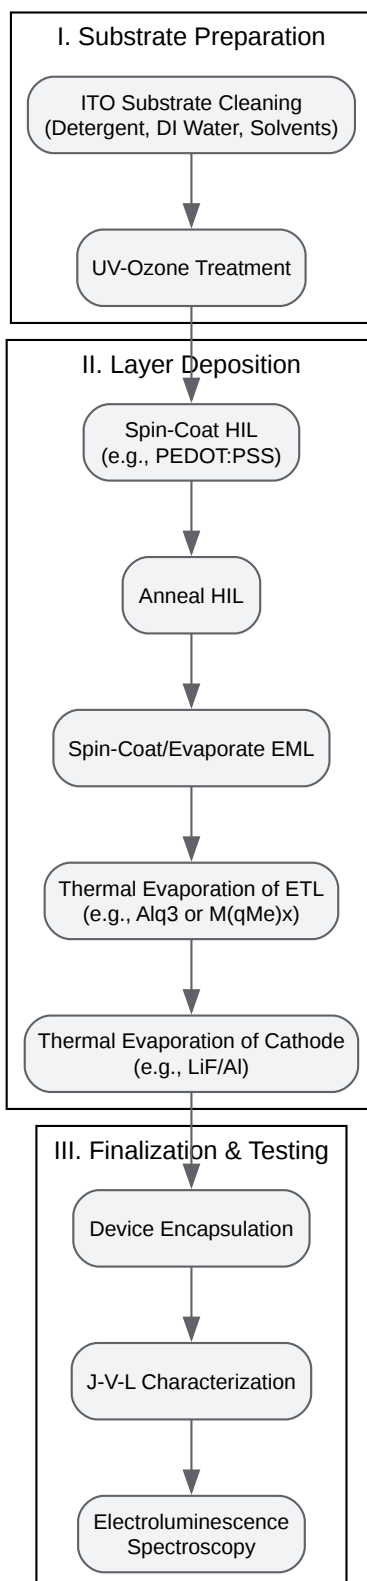 I. Substrate Preparation
ITO Substrate Cleaning
(Detergent, DI Water, Solvents)
UV-Ozone Treatment
II. Layer Deposition
Spin-Coat HIL
(e.g., PEDOT:PSS)
Anneal HIL
Spin-Coat/Evaporate EML
Thermal Evaporation of ETL
(e.g., Alq3 or M(qMe)x)
Thermal Evaporation of Cathode
(e.g., LiF/Al)
III. Finalization & Testing
Device Encapsulation
J-V-L Characterization
Electroluminescence
Spectroscopy